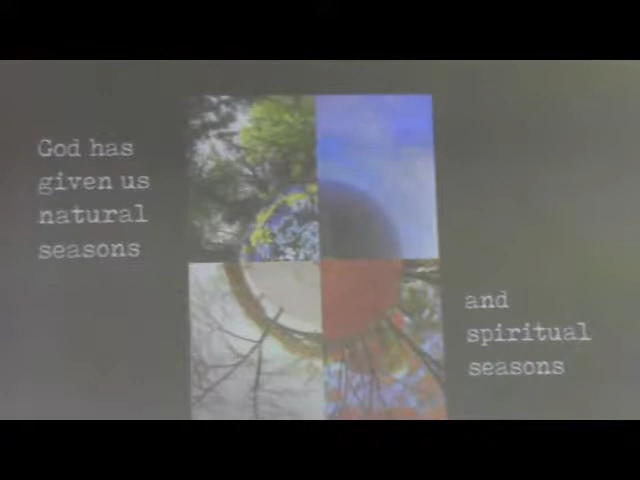 God has
given us
natural
seasons
and
spiritual
seasons